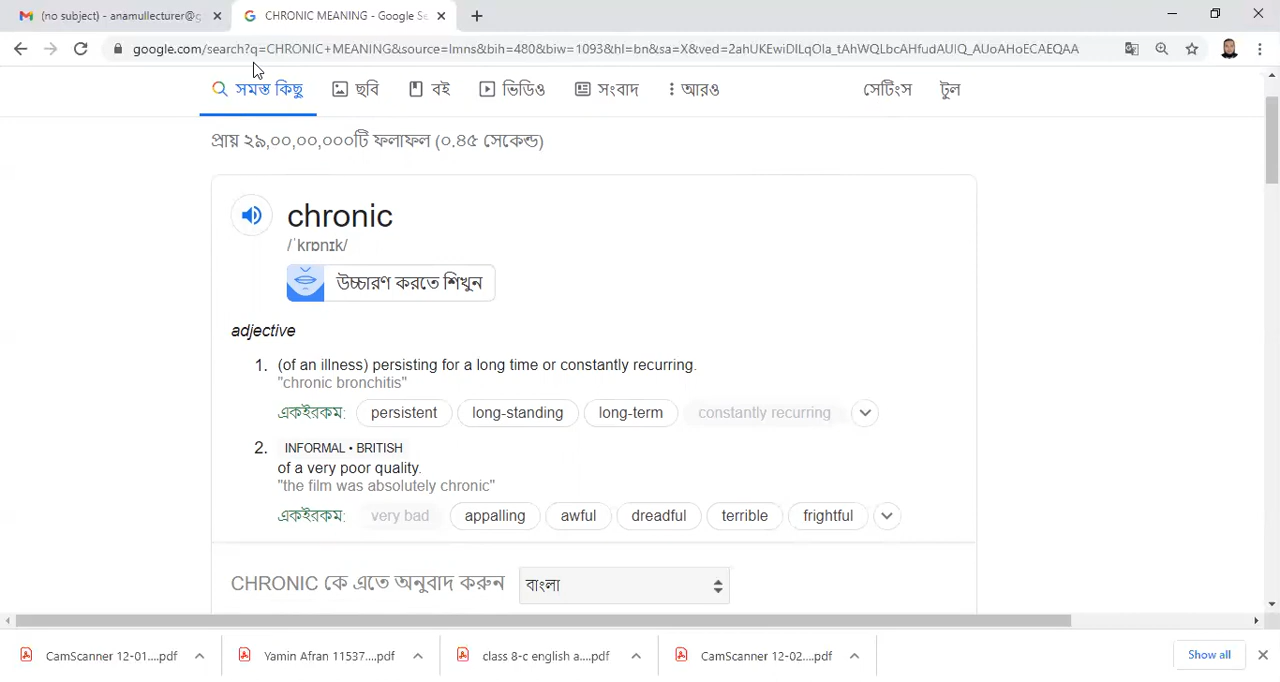 (no subject) - anamullecturer@g
CHRONIC MEANING - Google Se
google.com/search?q=CHRONIC+MEANING&source=lmns&bih=480&biw=1093&hl=bn&sa=X&ved=2ahUKEwiDlLqOla_tAhWQLbcAHfudAUIQ_AUoAHoECAEQAA
সমস্ত কিছু
ছবি
বই
ভিডিও
সংবাদ
আরও
সেটিংস
টুল
প্রায় ২৯,০০,০০,০০০টি ফলাফল (০.৪৫ সেকেন্ড)
chronic
/ˈkrɒnɪk/
উচ্চারণ করতে শিখুন
adjective
1. (of an illness) persisting for a long time or constantly recurring.
"chronic bronchitis"
একইরকম: persistent long-standing long-term constantly recurring
2. INFORMAL • BRITISH
of a very poor quality.
"the film was absolutely chronic"
একইরকম: very bad appalling awful dreadful terrible frightful
CHRONIC কে এতে অনুবাদ করুন বাংলা
CamScanner 12-01....pdf
Yamin Afran 11537....pdf
class 8-c english a....pdf
CamScanner 12-02....pdf
Show all